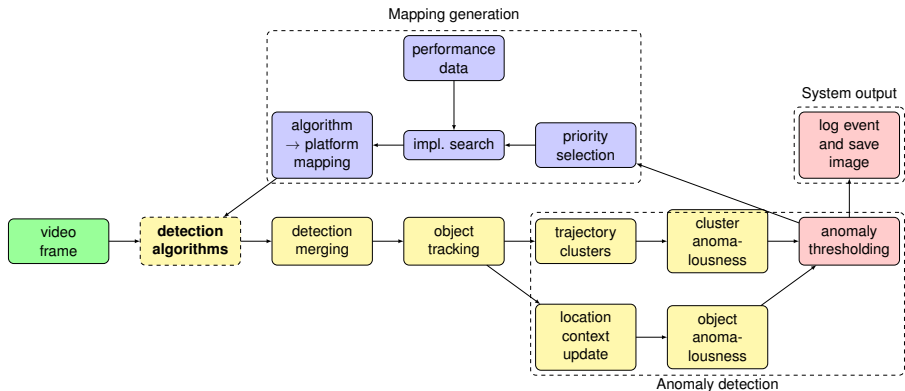 Mapping generation
performance
data
System output
algorithm
→ platform
mapping
impl. search
priority
selection
log event
and save
image
video
frame
detection
algorithms
detection
merging
object
tracking
trajectory
clusters
cluster
anoma-
lousness
anomaly
thresholding
location
context
update
object
anoma-
lousness
Anomaly detection